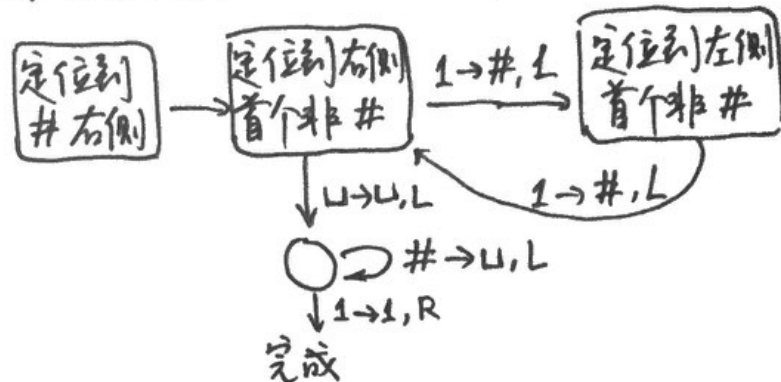 定位到
# 右侧
定位到右侧
首个非 #
1→#, L
定位到左侧
首个非 #
1→#, L
⊔→⊔, L
#→⊔, L
1→1, R
完成